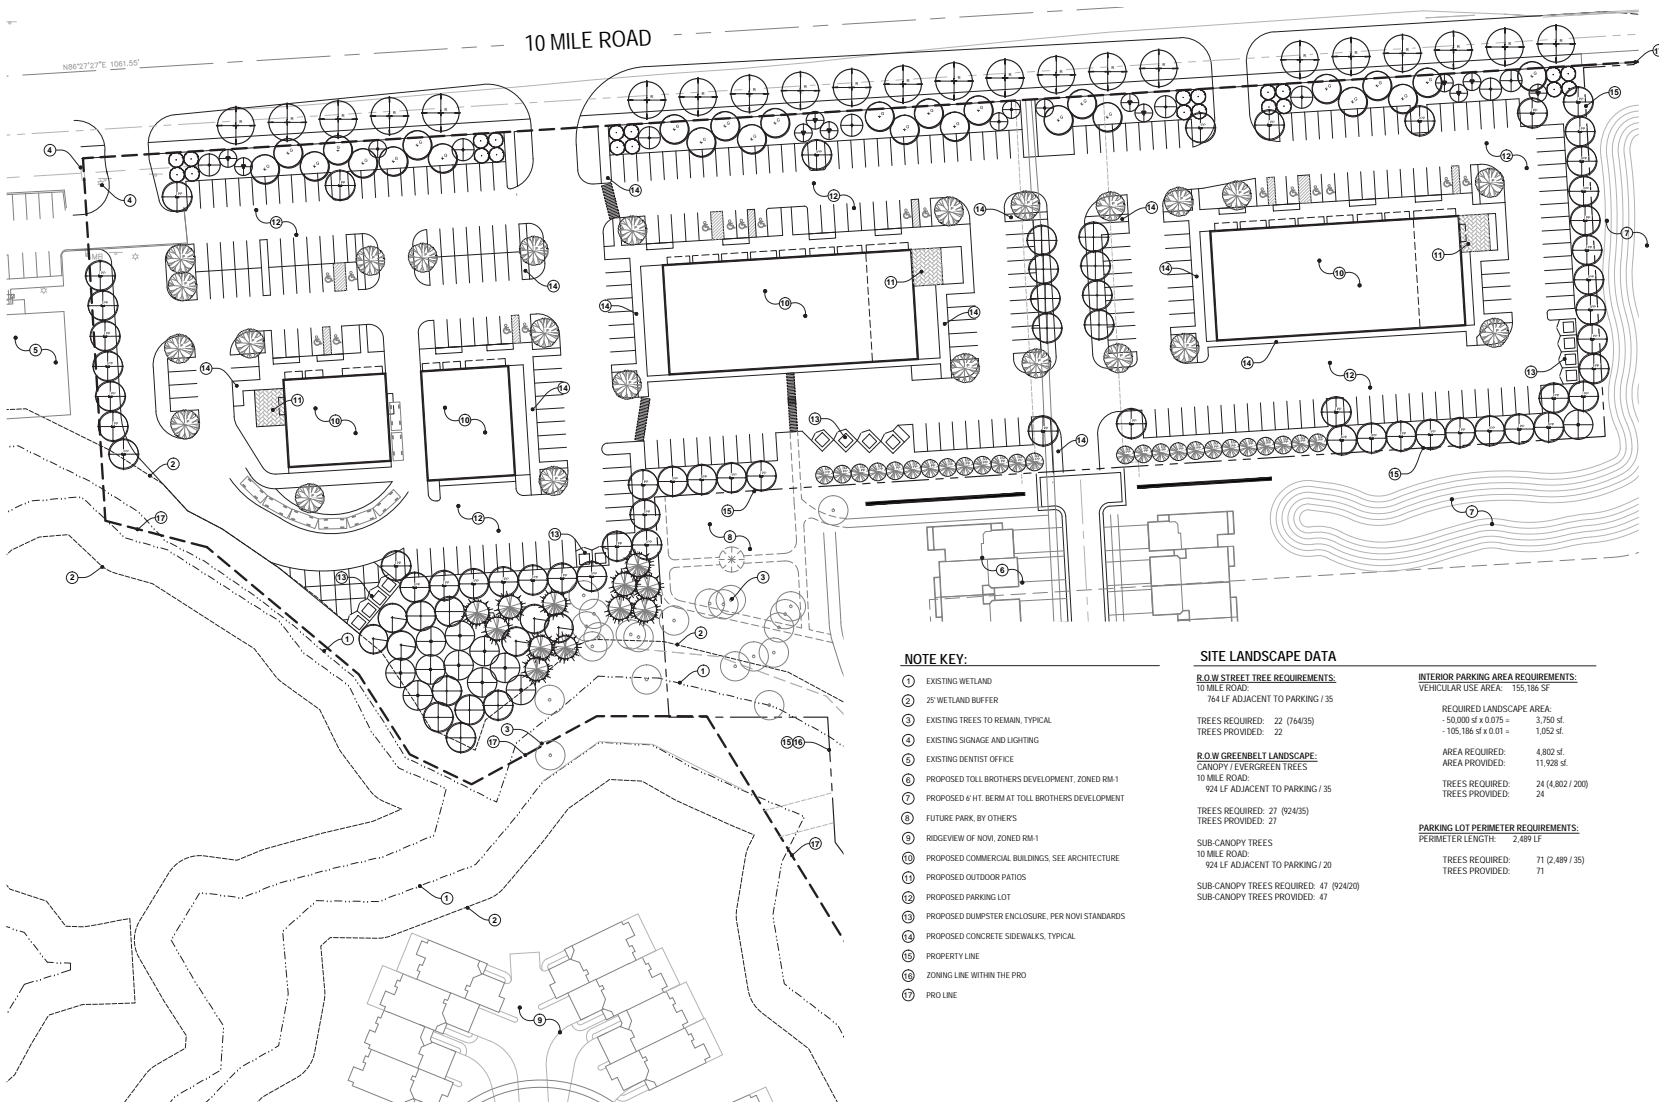 10 MILE ROAD
N86°27'27"E 1061.55'
NOTE KEY:
1 EXISTING WETLAND
2 25' WETLAND BUFFER
3 EXISTING TREES TO REMAIN, TYPICAL
4 EXISTING SIGNAGE AND LIGHTING
5 EXISTING DENTIST OFFICE
6 PROPOSED TOLL BROTHERS DEVELOPMENT, ZONED RM-1
7 PROPOSED 6' HT. BERM AT TOLL BROTHERS DEVELOPMENT
8 FUTURE PARK, BY OTHER'S
9 RIDGEVIEW OF NOVI, ZONED RM-1
10 PROPOSED COMMERCIAL BUILDINGS, SEE ARCHITECTURE
11 PROPOSED OUTDOOR PATIOS
12 PROPOSED PARKING LOT
13 PROPOSED DUMPSTER ENCLOSURE, PER NOVI STANDARDS
14 PROPOSED CONCRETE SIDEWALKS, TYPICAL
15 PROPERTY LINE
16 ZONING LINE WITHIN THE PRO
17 PRO LINE
SITE LANDSCAPE DATA
R.O.W STREET TREE REQUIREMENTS:
10 MILE ROAD:
764 LF ADJACENT TO PARKING / 35
TREES REQUIRED: 22 (764/35)
TREES PROVIDED: 22
R.O.W GREENBELT LANDSCAPE:
CANOPY / EVERGREEN TREES
10 MILE ROAD:
924 LF ADJACENT TO PARKING / 35
TREES REQUIRED: 27 (924/35)
TREES PROVIDED: 27
SUB-CANOPY TREES
10 MILE ROAD:
924 LF ADJACENT TO PARKING / 20
SUB-CANOPY TREES REQUIRED: 47 (924/20)
SUB-CANOPY TREES PROVIDED: 47
INTERIOR PARKING AREA REQUIREMENTS:
VEHICULAR USE AREA: 155,186 SF
REQUIRED LANDSCAPE AREA:
- 50,000 sf x 0.075 = 3,750 sf.
- 105,186 sf x 0.01 = 1,052 sf.
AREA REQUIRED: 4,802 sf.
AREA PROVIDED: 11,928 sf.
TREES REQUIRED: 24 (4,802 / 200)
TREES PROVIDED: 24
PARKING LOT PERIMETER REQUIREMENTS:
PERIMETER LENGTH: 2,489 LF
TREES REQUIRED: 71 (2,489 / 35)
TREES PROVIDED: 71